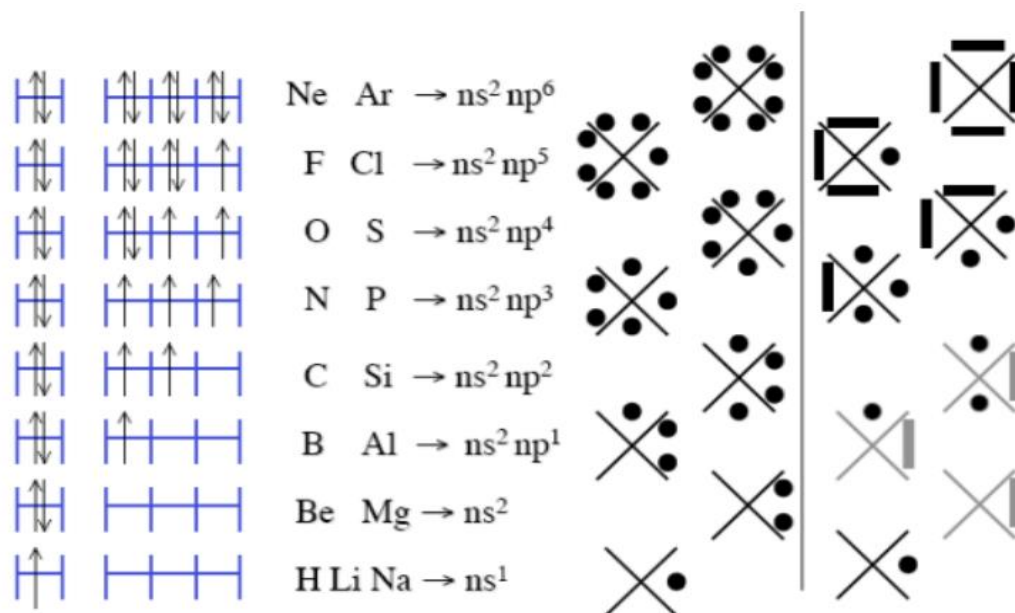 Ne Ar → ns² np⁶
F Cl → ns² np⁵
O S → ns² np⁴
N P → ns² np³
C Si → ns² np²
B Al → ns² np¹
Be Mg → ns²
H Li Na → ns¹